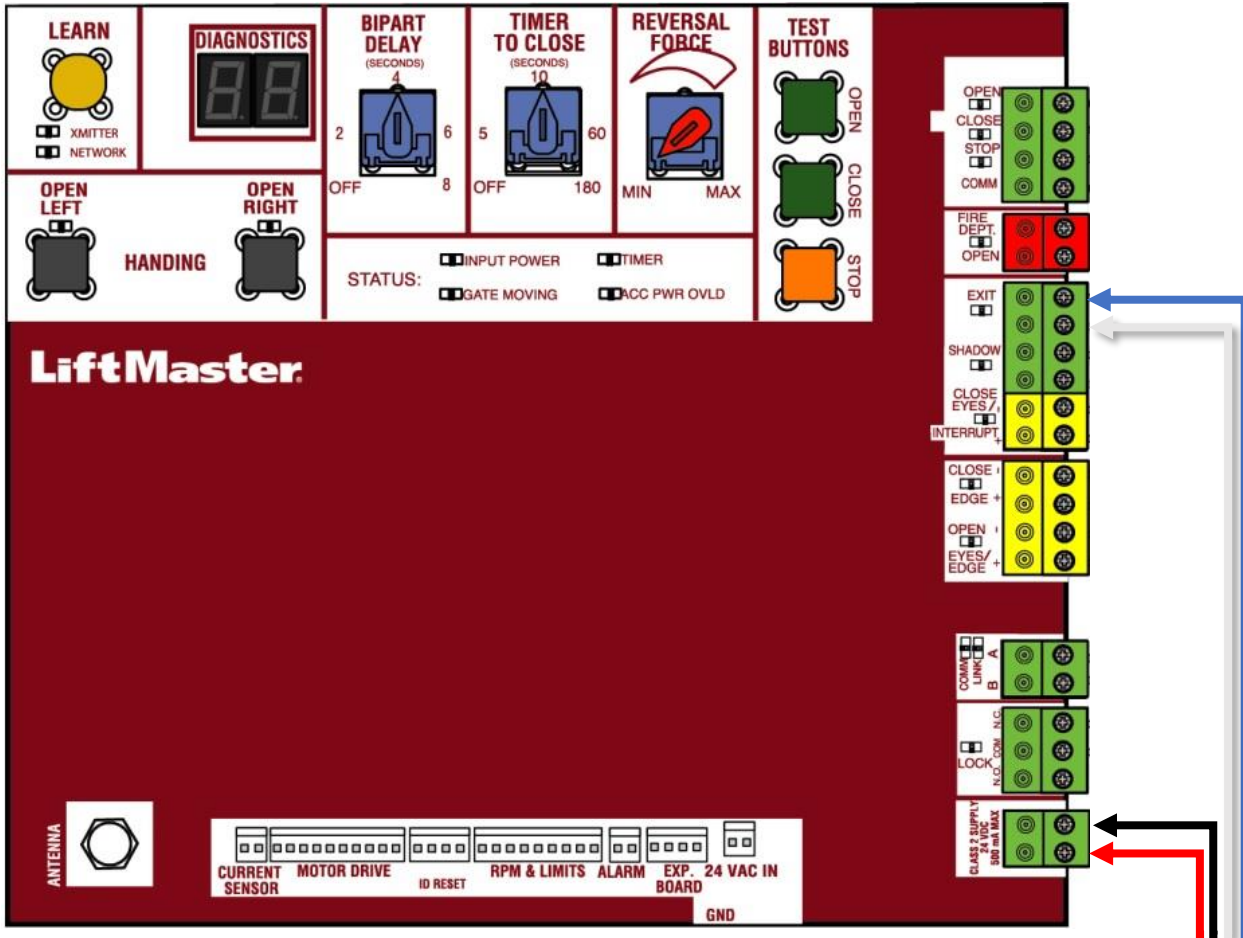 LEARN
XMITTER
NETWORK
DIAGNOSTICS
88
BIPART
DELAY
(SECONDS)
4
2
6
OFF
8
TIMER
TO CLOSE
(SECONDS)
10
5
60
OFF
180
REVERSAL
FORCE
MIN
MAX
TEST
BUTTONS
OPEN
CLOSE
STOP
OPEN
LEFT
HANDING
OPEN
RIGHT
STATUS:
INPUT POWER
TIMER
GATE MOVING
ACC PWR OVLD
LiftMaster
OPEN
CLOSE
STOP
COMM
FIRE
DEPT.
OPEN
EXIT
SHADOW
CLOSE
EYES/ -
INTERRUPT +
CLOSE -
EDGE +
OPEN -
EYES/
EDGE +
COMM
LINK
A
B
N.C.
COM
N.O.
LOCK
CLASS 2 SUPPLY
24 VDC
500 mA MAX
ANTENNA
CURRENT
SENSOR
MOTOR DRIVE
ID RESET
RPM & LIMITS
ALARM
EXP.
BOARD
24 VAC IN
GND